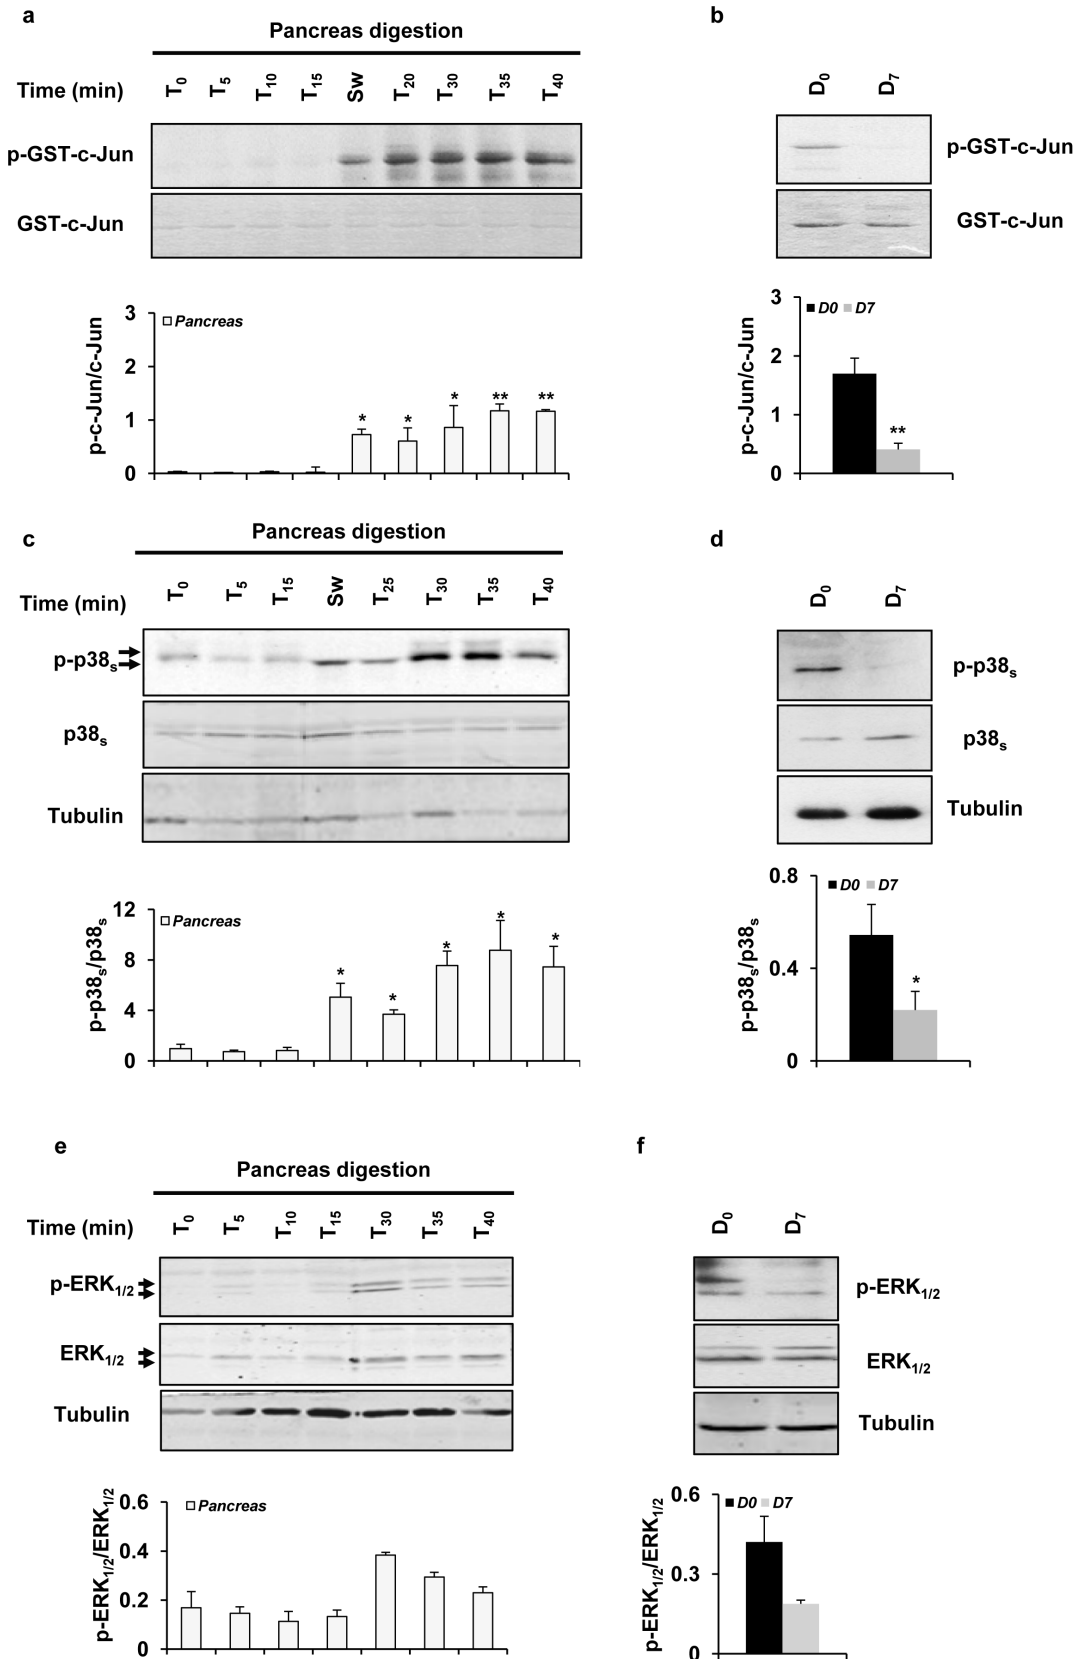 a
Pancreas digestion
Time (min) T0 T5 T10 T15 Sw T20 T30 T35 T40
p-GST-c-Jun
GST-c-Jun
p-c-Jun/c-Jun
3
2
1
0
Pancreas
* * * ** **
b
D0 D7
p-GST-c-Jun
GST-c-Jun
p-c-Jun/c-Jun
3
2
1
0
D0 D7
**
c
Pancreas digestion
Time (min) T0 T5 T15 Sw T25 T30 T35 T40
p-p38s
p38s
Tubulin
p-p38s/p38s
12
8
4
0
Pancreas
* * * * *
d
D0 D7
p-p38s
p38s
Tubulin
p-p38s/p38s
0.8
0.4
0
D0 D7
*
e
Pancreas digestion
Time (min) T0 T5 T10 T15 T30 T35 T40
p-ERK1/2
ERK1/2
Tubulin
p-ERK1/2/ERK1/2
0.6
0.4
0.2
0
Pancreas
f
D0 D7
p-ERK1/2
ERK1/2
Tubulin
p-ERK1/2/ERK1/2
0.6
0.3
0
D0 D7